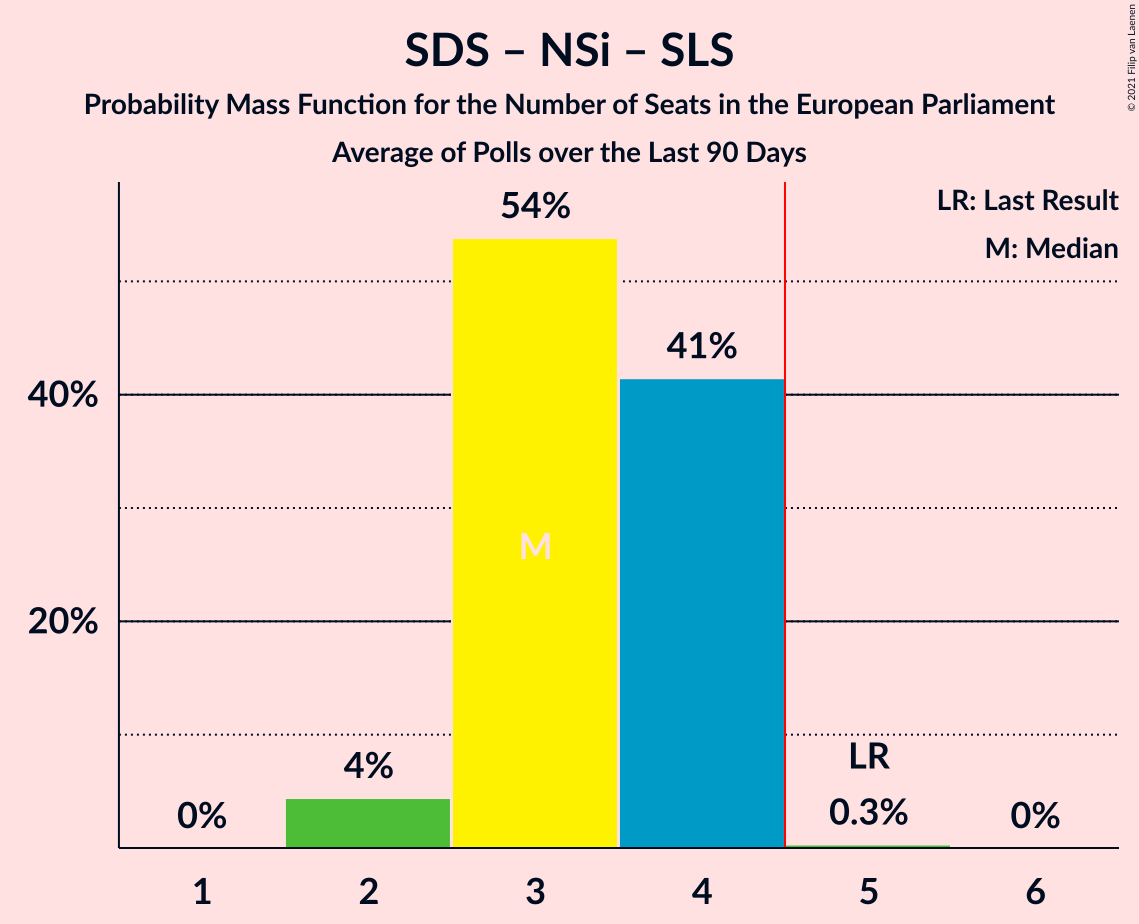 SDS – NSi – SLS
Probability Mass Function for the Number of Seats in the European Parliament
Average of Polls over the Last 90 Days
© 2021 Filip van Laenen
LR: Last Result
M: Median
54%
41%
40%
M
20%
4%
LR
0%
0.3%
0%
1
2
3
4
5
6